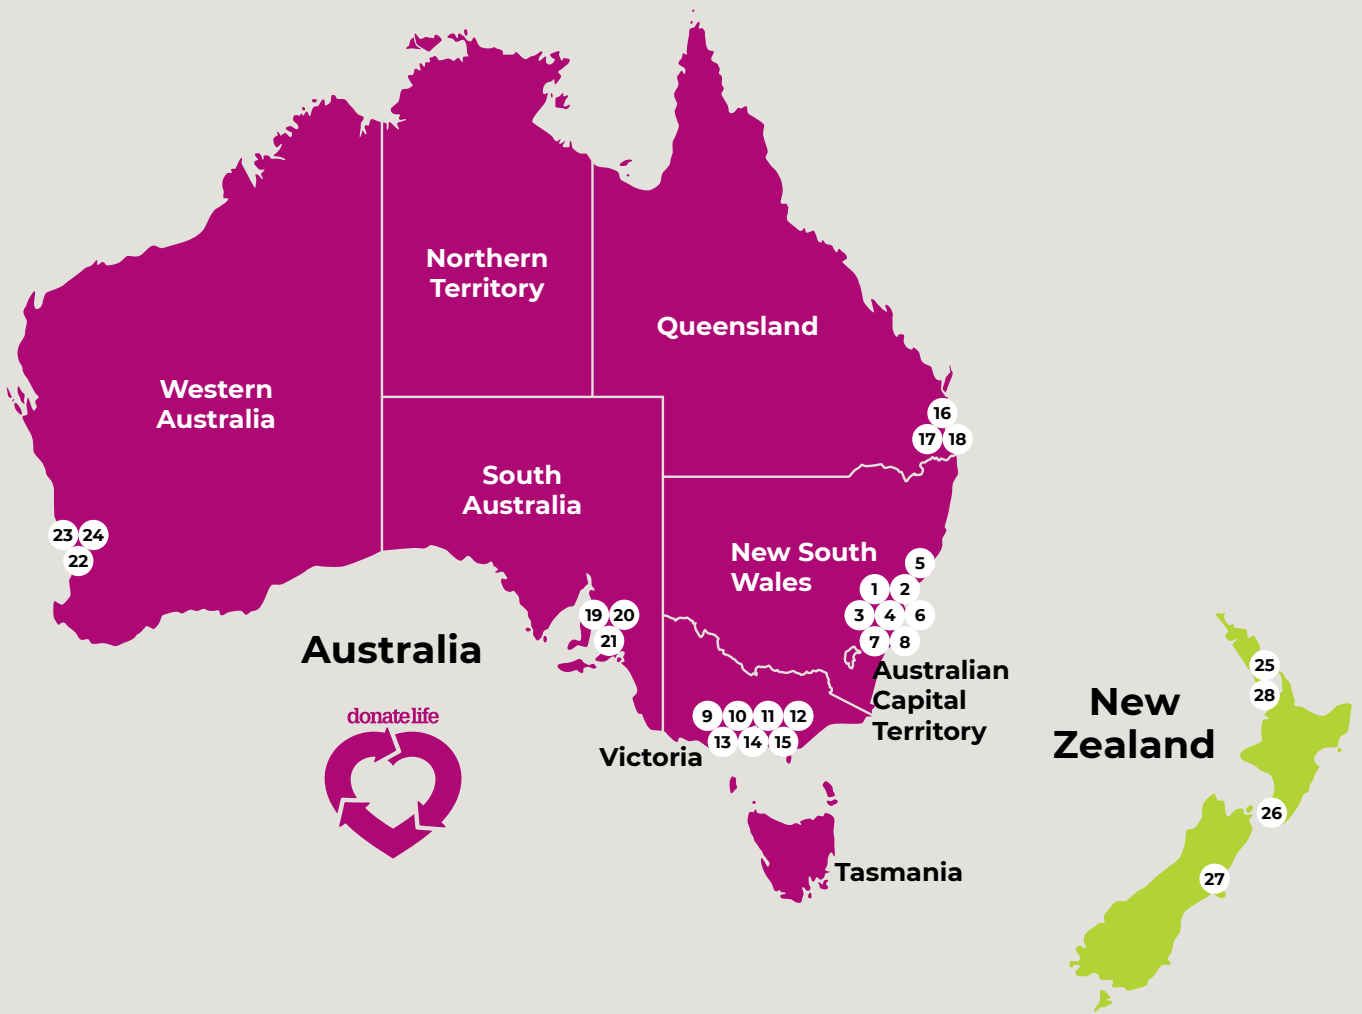 Northern
Territory
Queensland
Western
Australia
16
17 18
South
Australia
23 24
22
New South
Wales
5
1 2
3 4 6
7 8
19 20
21
Australia
Australian
Capital
Territory
25
28
New
Zealand
9 10 11 12
13 14 15
Victoria
donatelife
26
Tasmania
27